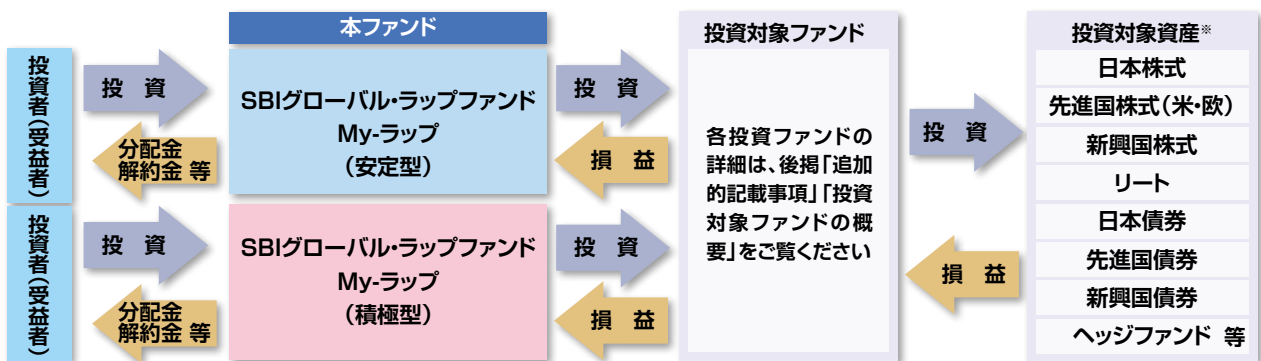 投資者(受益者)
投 資
分配金
解約金 等
投資者(受益者)
投 資
分配金
解約金 等
本ファンド
SBIグローバル・ラップファンド
My-ラップ
(安定型)
SBIグローバル・ラップファンド
My-ラップ
(積極型)
投 資
損 益
投 資
損 益
投資対象ファンド
各投資ファンドの
詳細は、後掲「追加
的記載事項」「投資
対象ファンドの概
要」をご覧ください
投 資
損 益
投資対象資産※
日本株式
先進国株式(米・欧)
新興国株式
リート
日本債券
先進国債券
新興国債券
ヘッジファンド 等